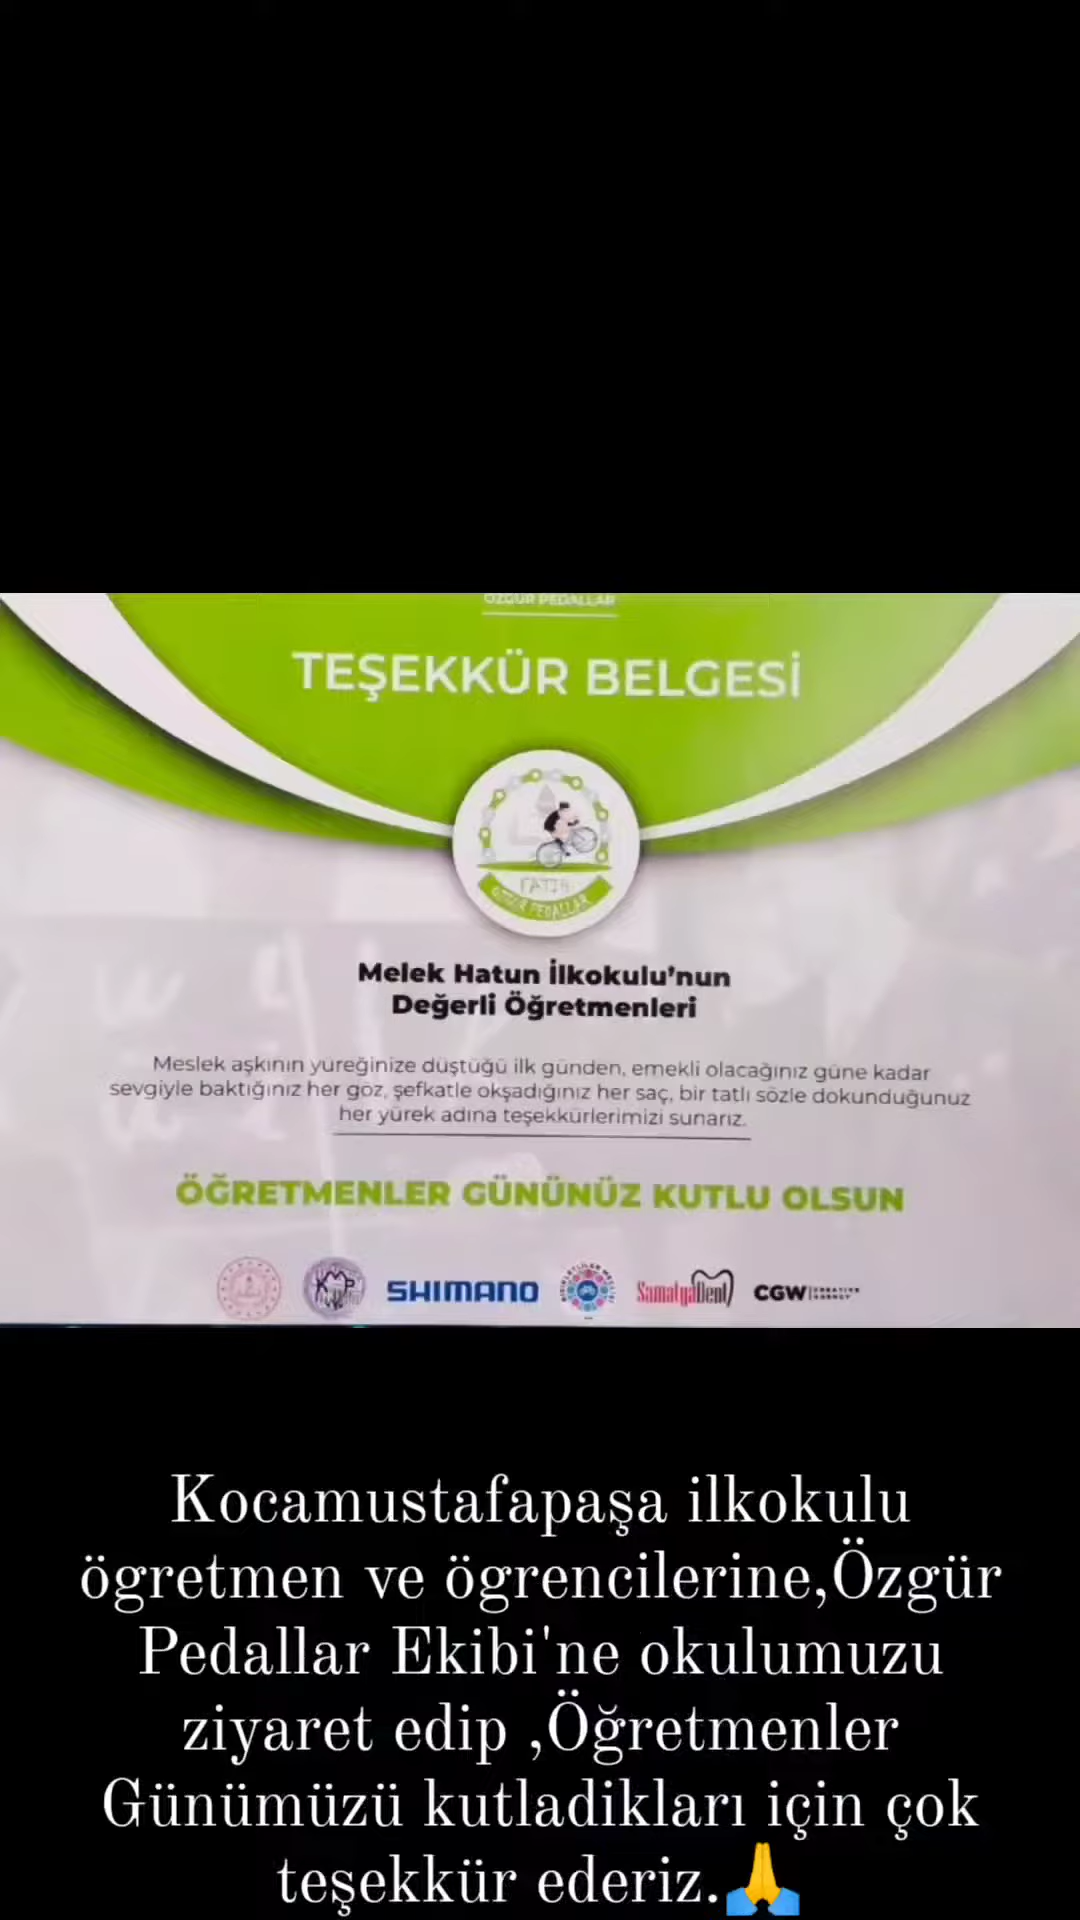 ÖZGÜR PEDALLAR
TEŞEKKÜR BELGESİ
FATİH
ÖZGÜR PEDALLAR
Melek Hatun İlkokulu'nun
Değerli Öğretmenleri
Meslek aşkının yüreğinize düştüğü ilk günden, emekli olacağınız güne kadar
sevgiyle baktığınız her göz, şefkatle okşadığınız her saç, bir tatlı sözle dokunduğunuz
her yürek adına teşekkürlerimizi sunarız.
ÖĞRETMENLER GÜNÜNÜZ KUTLU OLSUN
KMP
SHIMANO
SamatyaDent
CGW CREATIVE AGENCY
Kocamustafapaşa ilkokulu
ögretmen ve ögrencilerine,Özgür
Pedallar Ekibi'ne okulumuzu
ziyaret edip ,Öğretmenler
Günümüzü kutladikları için çok
teşekkür ederiz.🙏